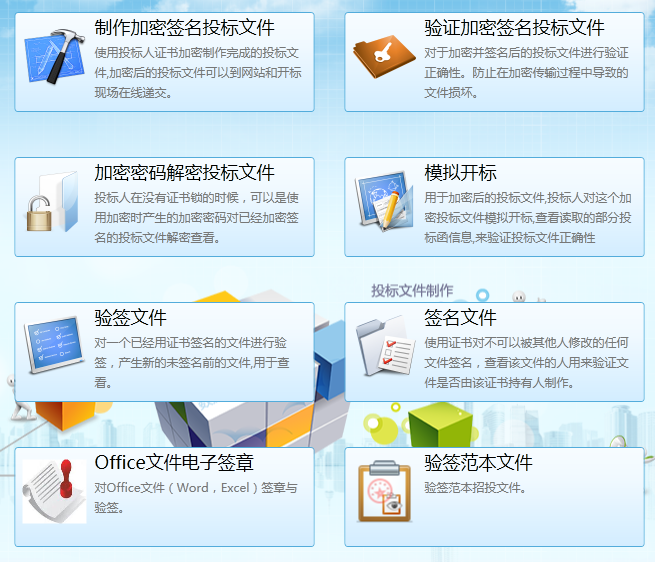 制作加密签名投标文件
使用投标人证书加密制作完成的投标文
件,加密后的投标文件可以到网站和开标
现场在线递交。
验证加密签名投标文件
对于加密并签名后的投标文件进行验证
正确性。防止在加密传输过程中导致的
文件损坏。
加密密码解密投标文件
投标人在没有证书锁的时候，可以是使
用加密时产生的加密密码对已经加密签
名的投标文件解密查看。
模拟开标
用于加密后的投标文件,投标人对这个加
密投标文件模拟开标,查看读取的部分投
标函信息,来验证投标文件正确性
投标文件制作
验签文件
对一个已经用证书签名的文件进行验
签，产生新的未签名前的文件,用于查
看。
签名文件
使用证书对不可以被其他人修改的任何
文件签名，查看该文件的人用来验证文
件是否由该证书持有人制作。
Office文件电子签章
对Office文件（Word，Excel）签章与
验签。
验签范本文件
验签范本招投文件。